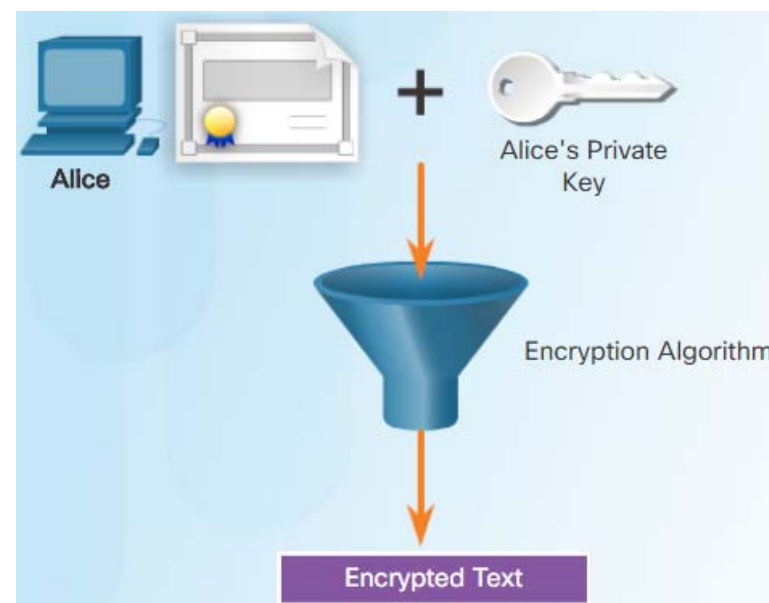 Alice
+
Alice's Private
Key
Encryption Algorithm
Encrypted Text